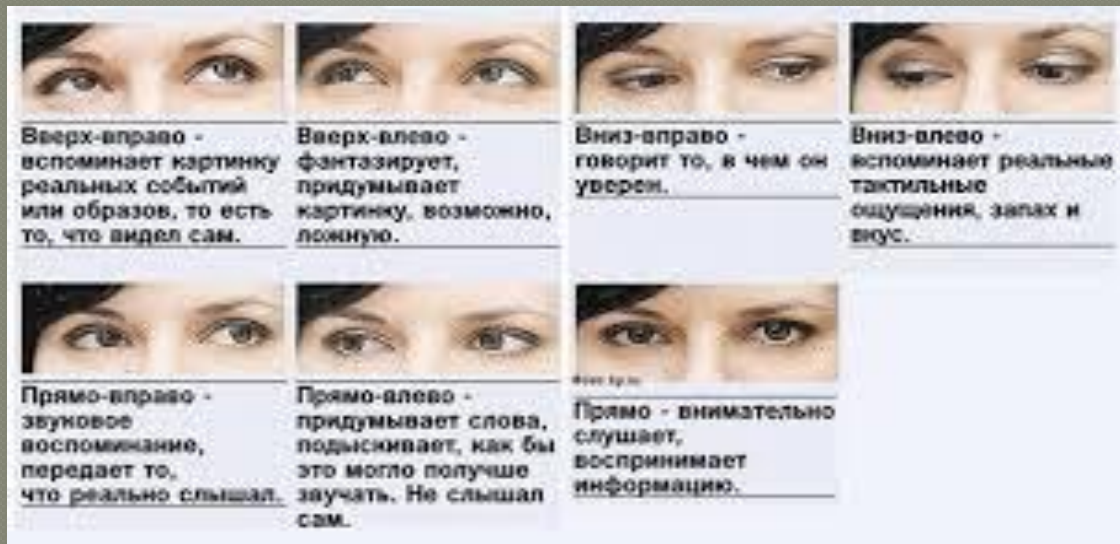 Вверх-вправо -
вспоминает картинку
реальных событий
или образов, то есть
то, что видел сам.
Вверх-влево -
фантазирует,
придумывает
картинку, возможно,
ложную.
Вниз-вправо -
говорит то, в чем он
уверен.
Вниз-влево -
вспоминает реальные
тактильные
ощущения, запах и
вкус.
Прямо-вправо -
звуковое
воспоминание,
передает то,
что реально слышал.
Прямо-влево -
придумывает слова,
подыскивает, как бы
это могло получше
звучать. Не слышал
сам.
Прямо - внимательно
слушает,
воспринимает
информацию.